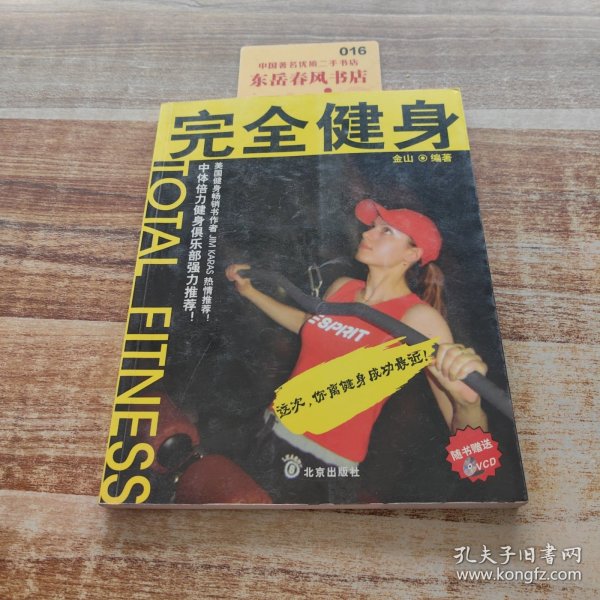 016
中国著名优质二手书店
东岳春风书店
完全健身
金山 编著
TOTAL FITNESS
美国健身畅销书作者 JIM KARAS 热情推荐!
中体倍力健身俱乐部强力推荐!
ESPRIT
这次,你离健身成功最近!
随书赠送
VCD
北京出版社
孔夫子旧书网
www.kongfz.com